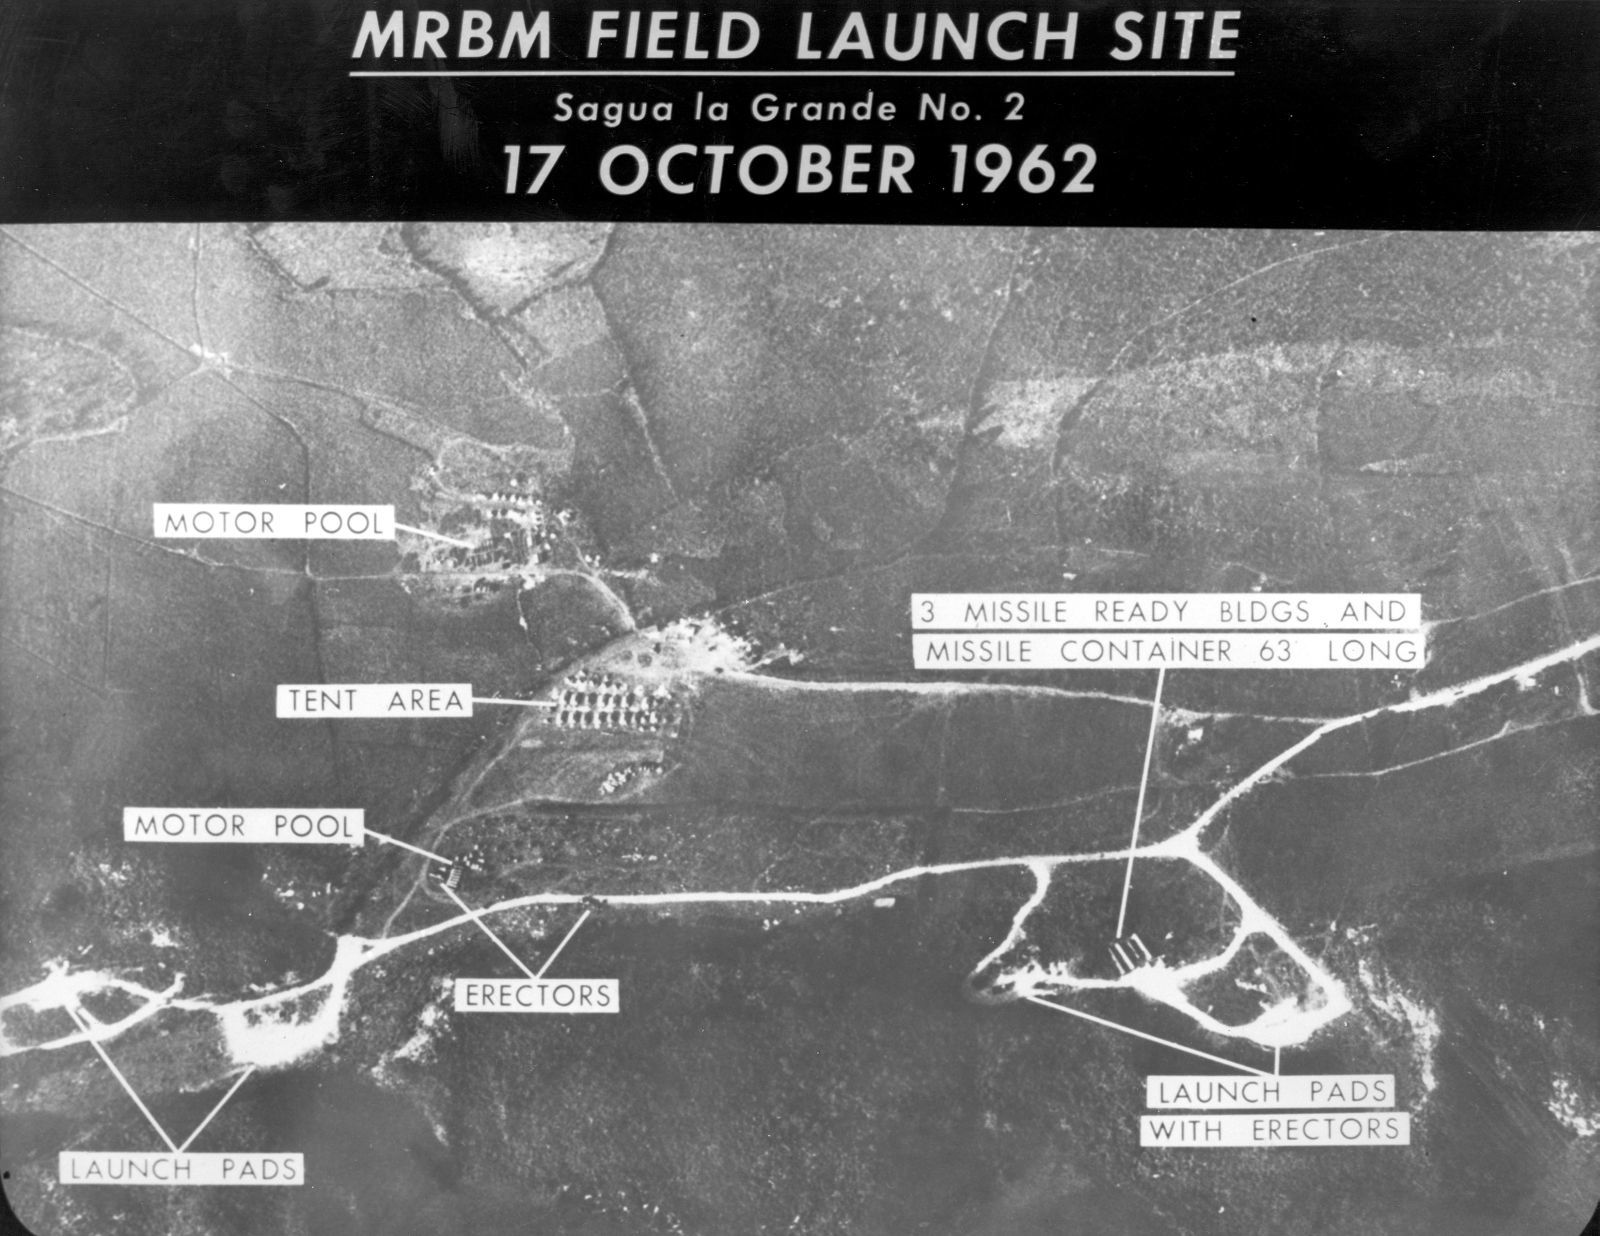 MRBM FIELD LAUNCH SITE
Sagua la Grande No. 2
17 OCTOBER 1962
MOTOR POOL
3 MISSILE READY BLDGS AND
MISSILE CONTAINER 63' LONG
TENT AREA
MOTOR POOL
ERECTORS
LAUNCH PADS
WITH ERECTORS
LAUNCH PADS